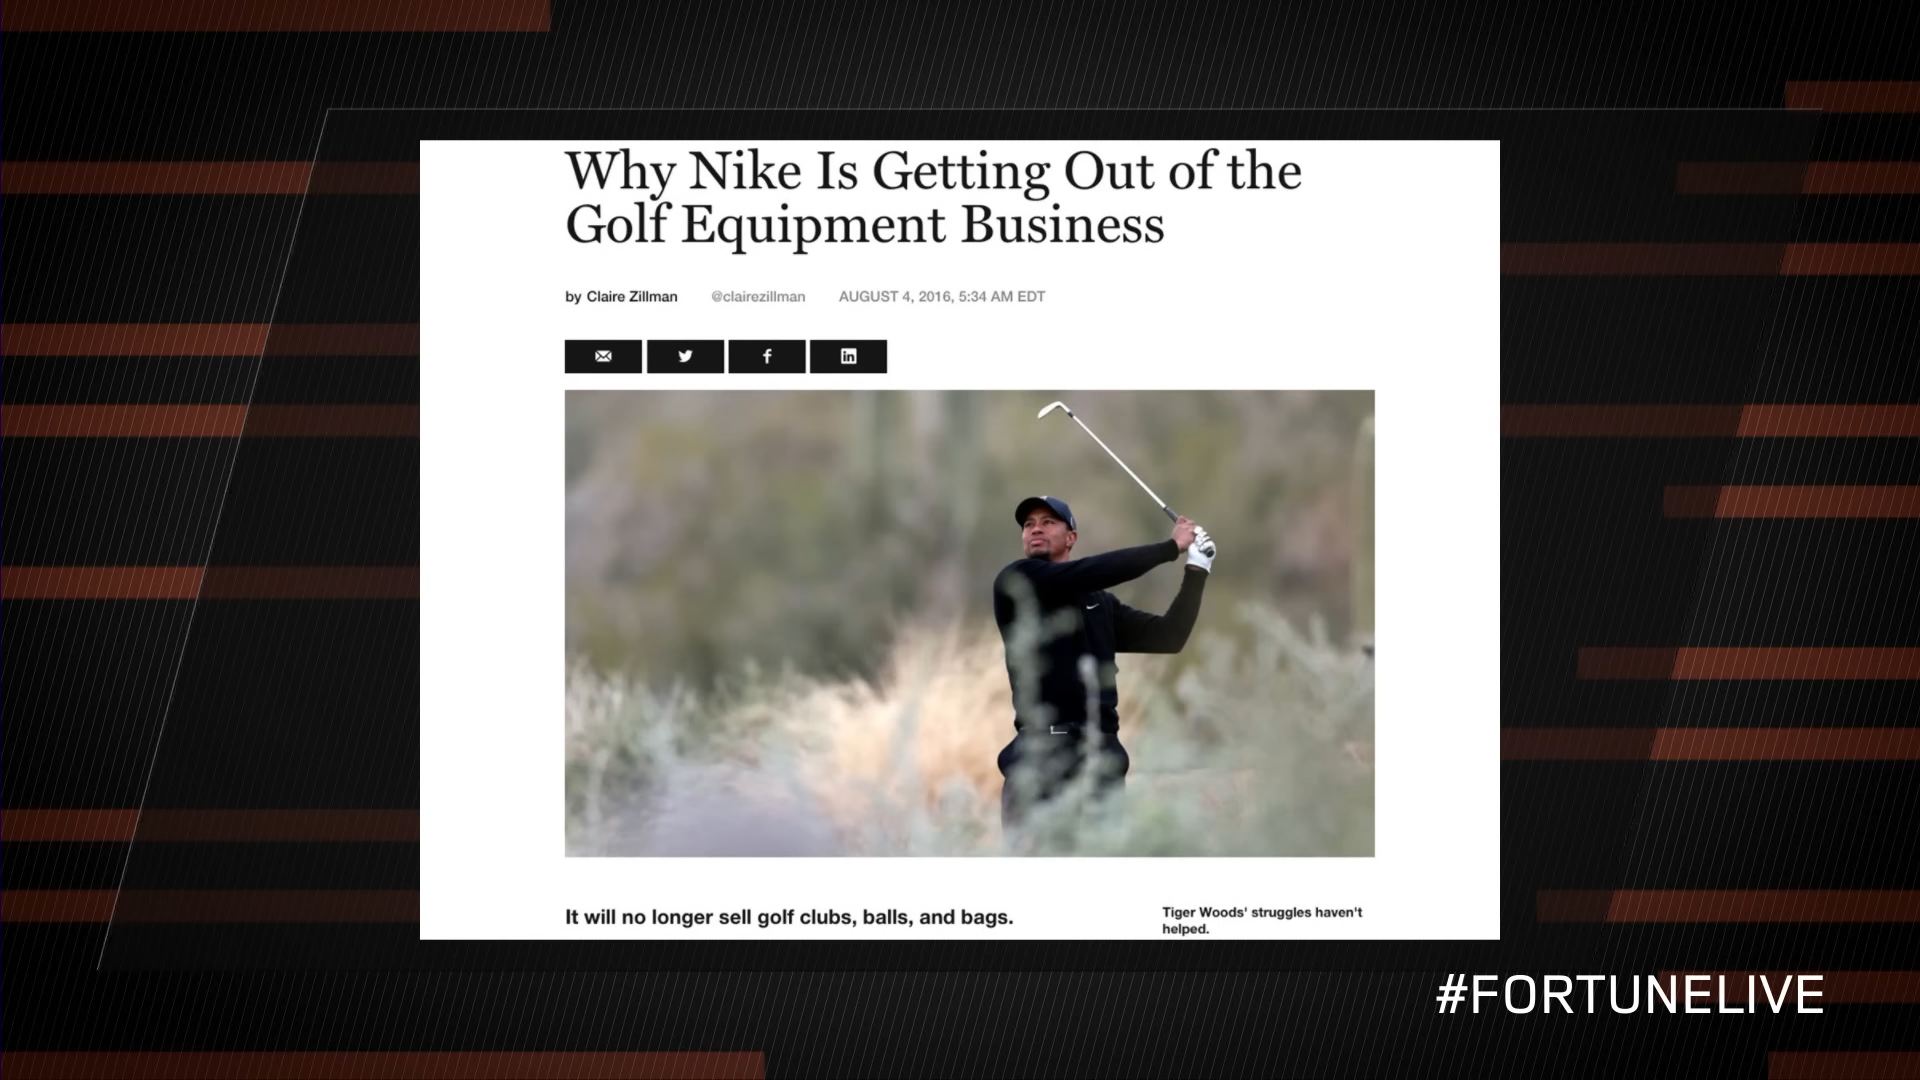 Why Nike Is Getting Out of the
Golf Equipment Business
by Claire Zillman @clairezillman AUGUST 4, 2016, 5:34 AM EDT
It will no longer sell golf clubs, balls, and bags.
Tiger Woods' struggles haven't
helped.
#FORTUNELIVE